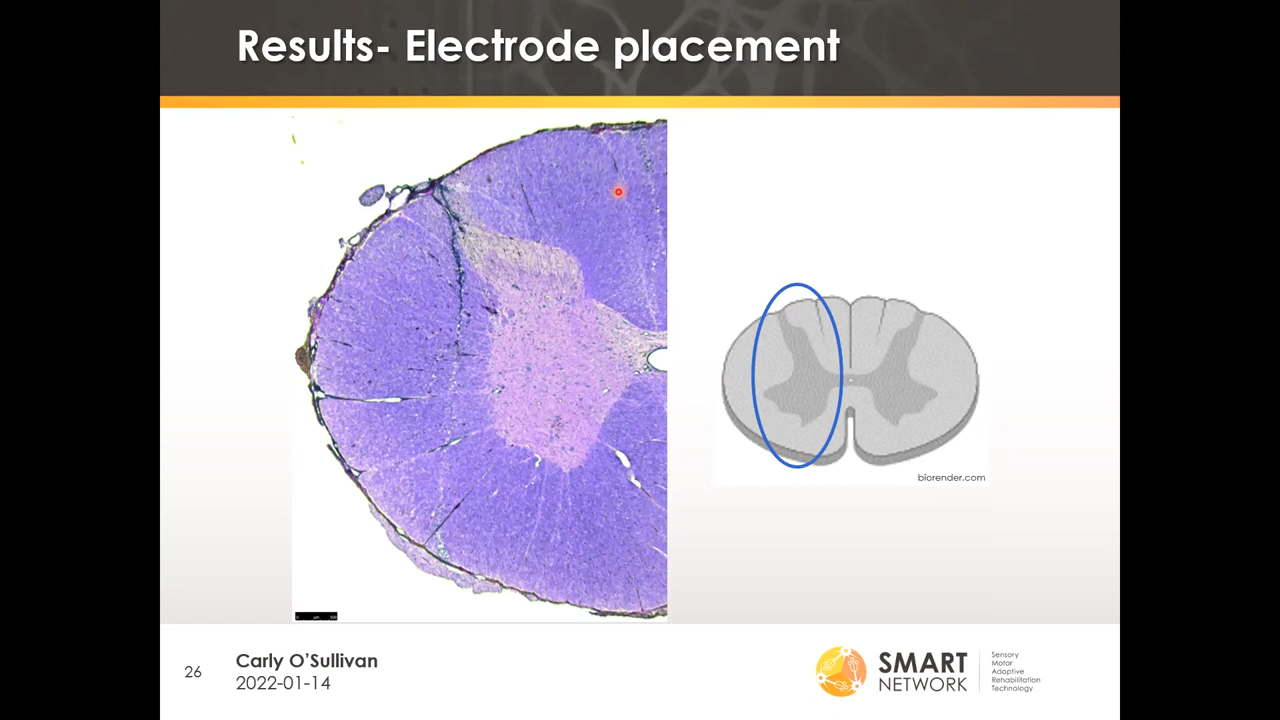 Results- Electrode placement
biorender.com
26
Carly O'Sullivan
2022-01-14
SMART
NETWORK
Sensory
Motor
Adaptive
Rehabilitation
Technology